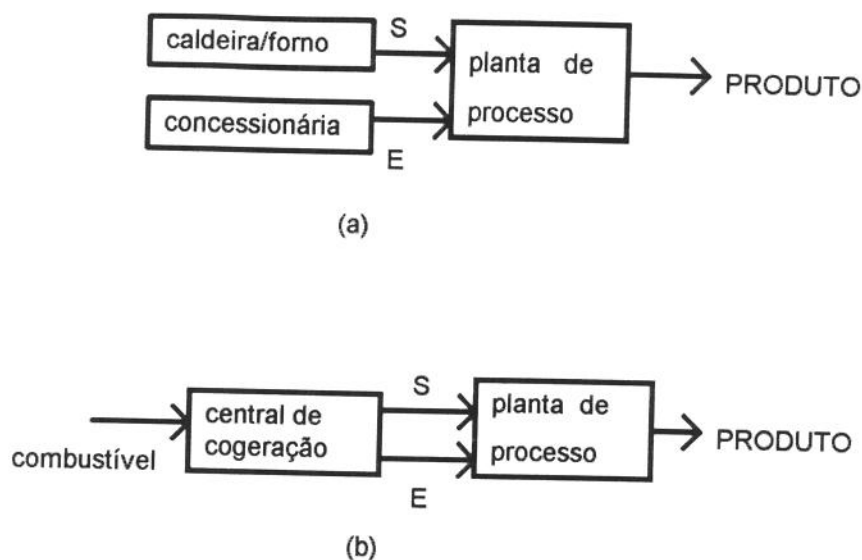 caldeira/forno
S
planta de
processo
PRODUTO
concessionária
E
(a)
combustível
central de
cogeração
S
E
planta de
processo
PRODUTO
(b)